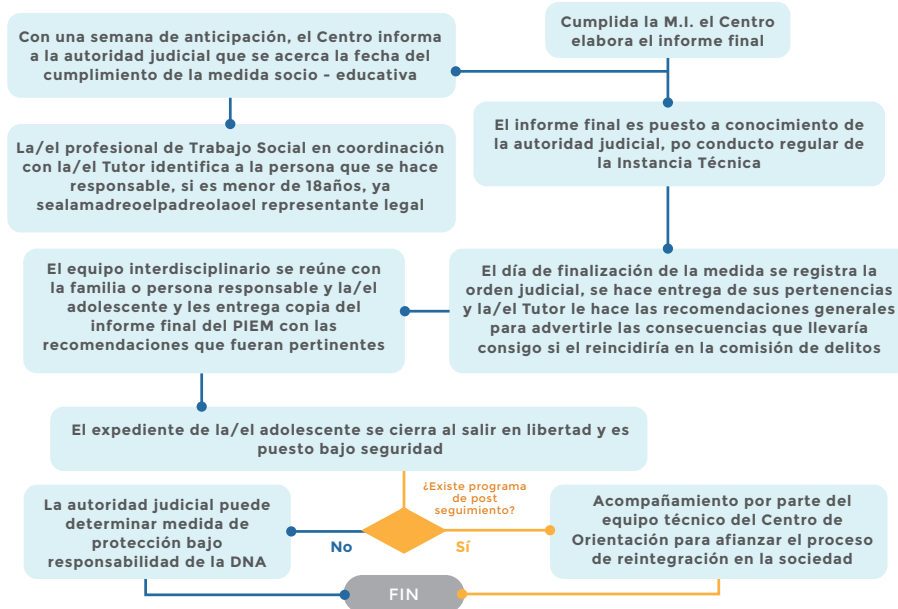 Cumplida la M.I. el Centro
elabora el informe final
Con una semana de anticipación, el Centro informa
a la autoridad judicial que se acerca la fecha del
cumplimiento de la medida socio - educativa
La/el profesional de Trabajo Social en coordinación
con la/el Tutor identifica a la persona que se hace
responsable, si es menor de 18años, ya
sealamadreoelpadreolaoel representante legal
El informe final es puesto a conocimiento de
la autoridad judicial, po conducto regular de
la Instancia Técnica
El día de finalización de la medida se registra la
orden judicial, se hace entrega de sus pertenencias
y la/el Tutor le hace las recomendaciones generales
para advertirle las consecuencias que llevaría
consigo si el reincidiría en la comisión de delitos
El equipo interdisciplinario se reúne con
la familia o persona responsable y la/el
adolescente y les entrega copia del
informe final del PIEM con las
recomendaciones que fueran pertinentes
El expediente de la/el adolescente se cierra al salir en libertad y es
puesto bajo seguridad
¿Existe programa
de post
seguimiento?
No
Sí
La autoridad judicial puede
determinar medida de
protección bajo
responsabilidad de la DNA
Acompañamiento por parte del
equipo técnico del Centro de
Orientación para afianzar el proceso
de reintegración en la sociedad
FIN